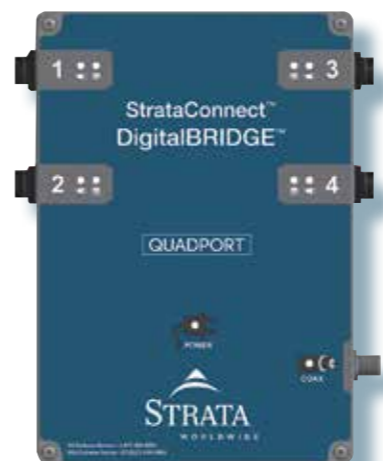 1
3
StrataConnect™
DigitalBRIDGE™
2
4
QUADPORT
POWER
COAX
STRATA
WORLDWIDE